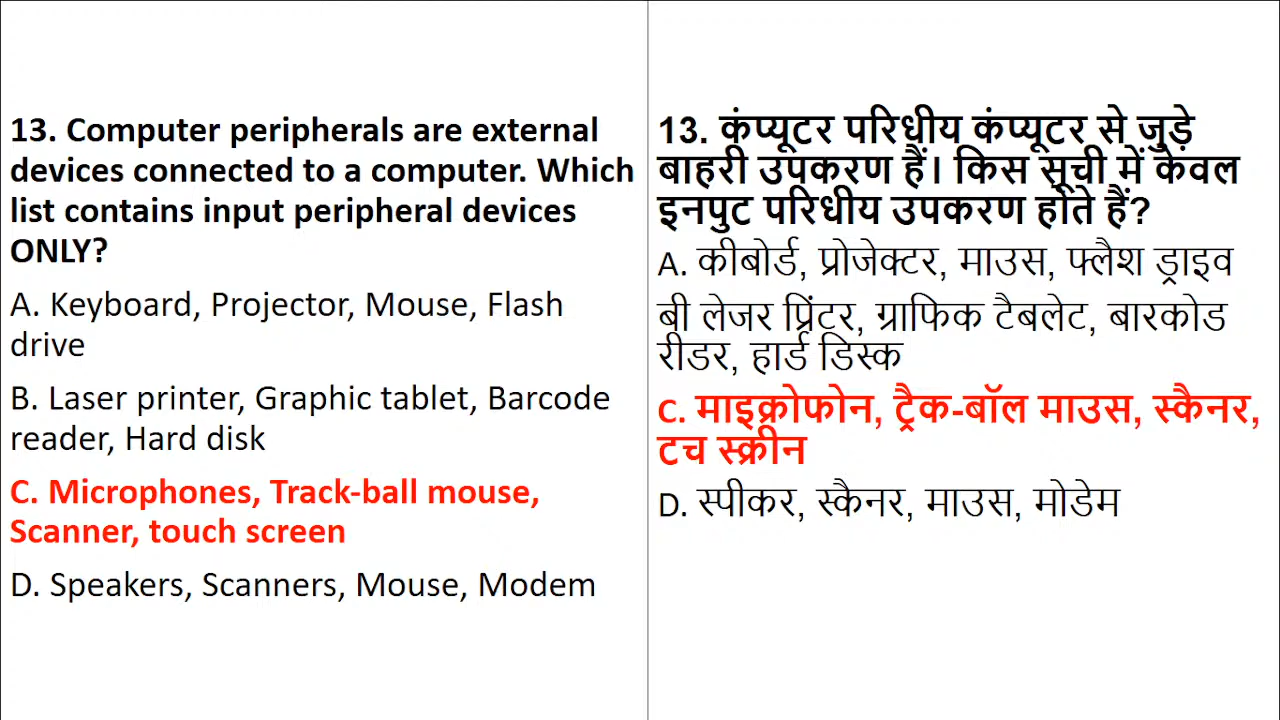 13. Computer peripherals are external
devices connected to a computer. Which
list contains input peripheral devices
ONLY?
A. Keyboard, Projector, Mouse, Flash
drive
B. Laser printer, Graphic tablet, Barcode
reader, Hard disk
C. Microphones, Track-ball mouse,
Scanner, touch screen
D. Speakers, Scanners, Mouse, Modem
13. कंप्यूटर परिधीय कंप्यूटर से जुड़े
बाहरी उपकरण हैं। किस सूची में केवल
इनपुट परिधीय उपकरण होते हैं?
A. कीबोर्ड, प्रोजेक्टर, माउस, फ्लैश ड्राइव
बी लेजर प्रिंटर, ग्राफिक टैबलेट, बारकोड
रीडर, हार्ड डिस्क
C. माइक्रोफोन, ट्रैक-बॉल माउस, स्कैनर,
टच स्क्रीन
D. स्पीकर, स्कैनर, माउस, मोडेम